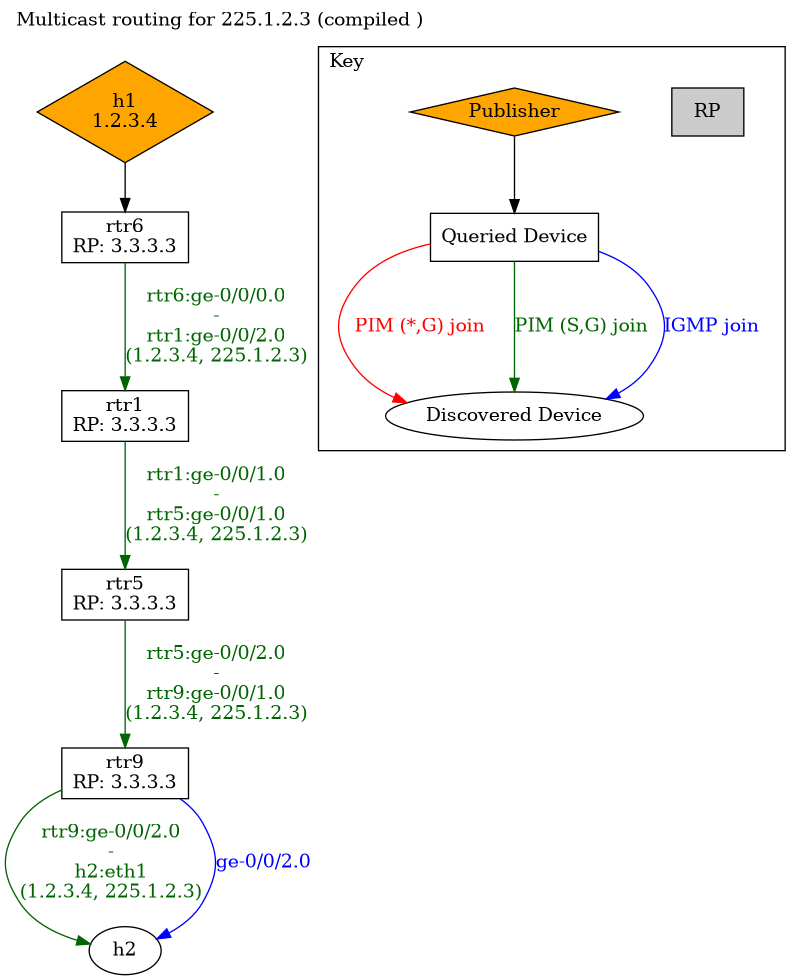 Multicast routing for 225.1.2.3 (compiled )
h1
1.2.3.4
rtr6
RP: 3.3.3.3
rtr6:ge-0/0/0.0
-
rtr1:ge-0/0/2.0
(1.2.3.4, 225.1.2.3)
rtr1
RP: 3.3.3.3
rtr1:ge-0/0/1.0
-
rtr5:ge-0/0/1.0
(1.2.3.4, 225.1.2.3)
rtr5
RP: 3.3.3.3
rtr5:ge-0/0/2.0
-
rtr9:ge-0/0/1.0
(1.2.3.4, 225.1.2.3)
rtr9
RP: 3.3.3.3
rtr9:ge-0/0/2.0
-
h2:eth1
(1.2.3.4, 225.1.2.3)
ge-0/0/2.0
h2
Key
Publisher
RP
Queried Device
PIM (*,G) join
PIM (S,G) join
IGMP join
Discovered Device